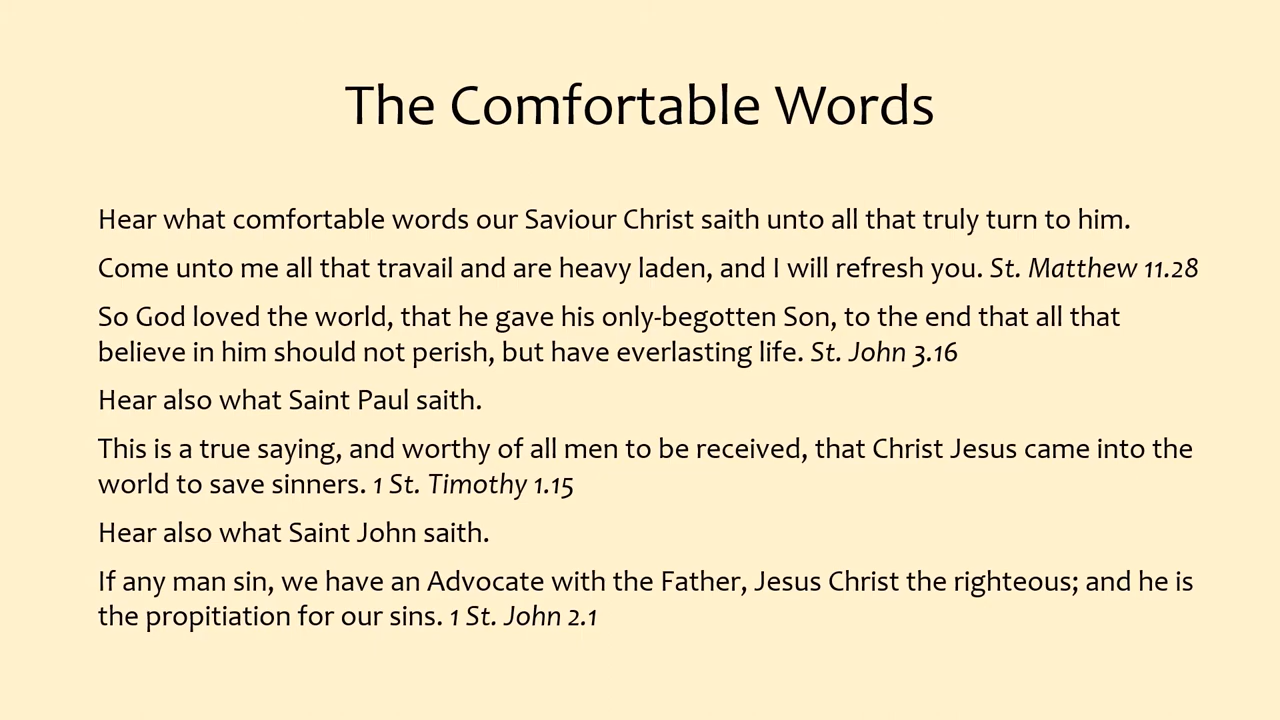 The Comfortable Words
Hear what comfortable words our Saviour Christ saith unto all that truly turn to him.
Come unto me all that travail and are heavy laden, and I will refresh you. St. Matthew 11.28
So God loved the world, that he gave his only-begotten Son, to the end that all that
believe in him should not perish, but have everlasting life. St. John 3.16
Hear also what Saint Paul saith.
This is a true saying, and worthy of all men to be received, that Christ Jesus came into the
world to save sinners. 1 St. Timothy 1.15
Hear also what Saint John saith.
If any man sin, we have an Advocate with the Father, Jesus Christ the righteous; and he is
the propitiation for our sins. 1 St. John 2.1